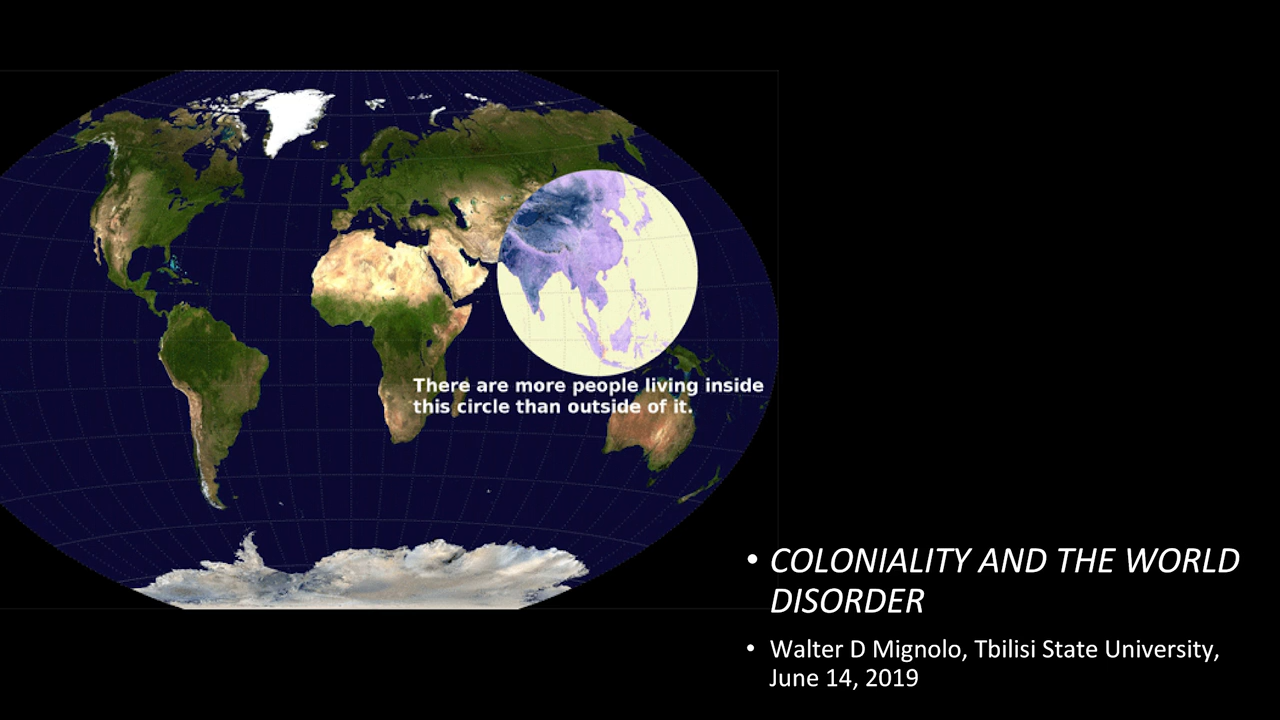 There are more people living inside
this circle than outside of it.
• COLONIALITY AND THE WORLD
DISORDER
• Walter D Mignolo, Tbilisi State University,
June 14, 2019